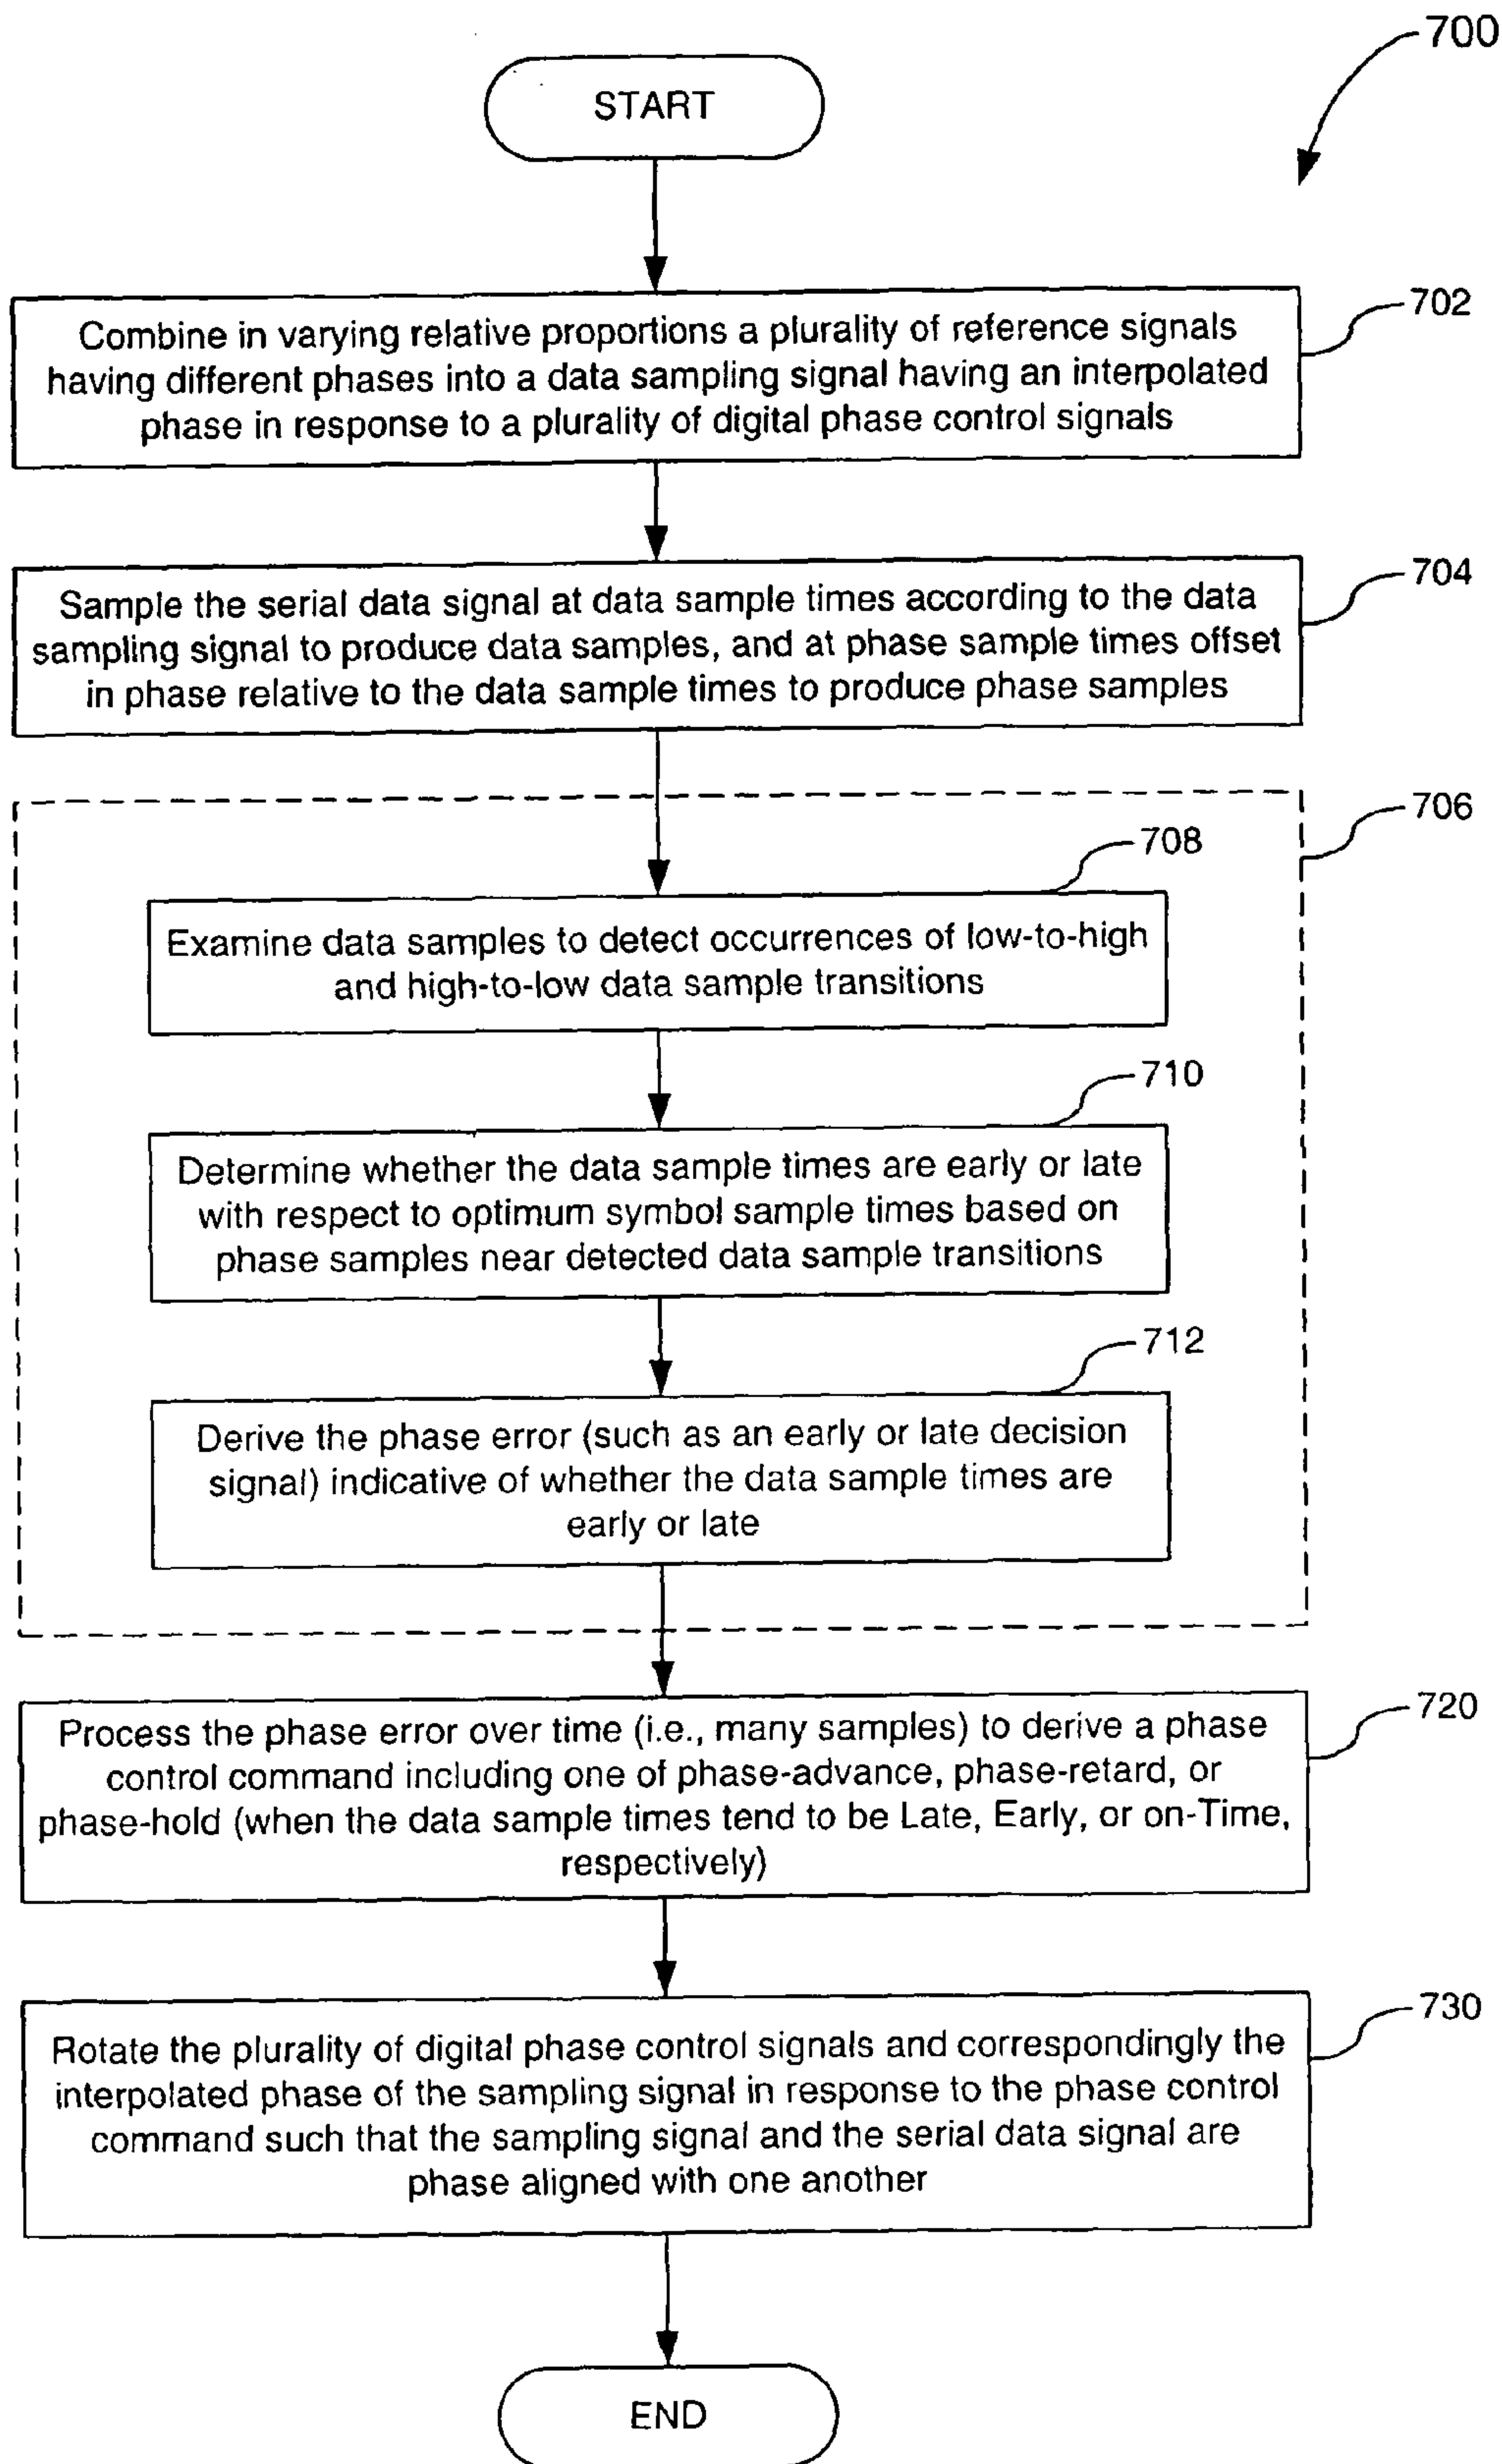 700
START
702
Combine in varying relative proportions a plurality of reference signals
having different phases into a data sampling signal having an interpolated
phase in response to a plurality of digital phase control signals
704
Sample the serial data signal at data sample times according to the data
sampling signal to produce data samples, and at phase sample times offset
in phase relative to the data sample times to produce phase samples
706
708
Examine data samples to detect occurrences of low-to-high
and high-to-low data sample transitions
710
Determine whether the data sample times are early or late
with respect to optimum symbol sample times based on
phase samples near detected data sample transitions
712
Derive the phase error (such as an early or late decision
signal) indicative of whether the data sample times are
early or late
720
Process the phase error over time (i.e., many samples) to derive a phase
control command including one of phase-advance, phase-retard, or
phase-hold (when the data sample times tend to be Late, Early, or on-Time,
respectively)
730
Rotate the plurality of digital phase control signals and correspondingly the
interpolated phase of the sampling signal in response to the phase control
command such that the sampling signal and the serial data signal are
phase aligned with one another
END